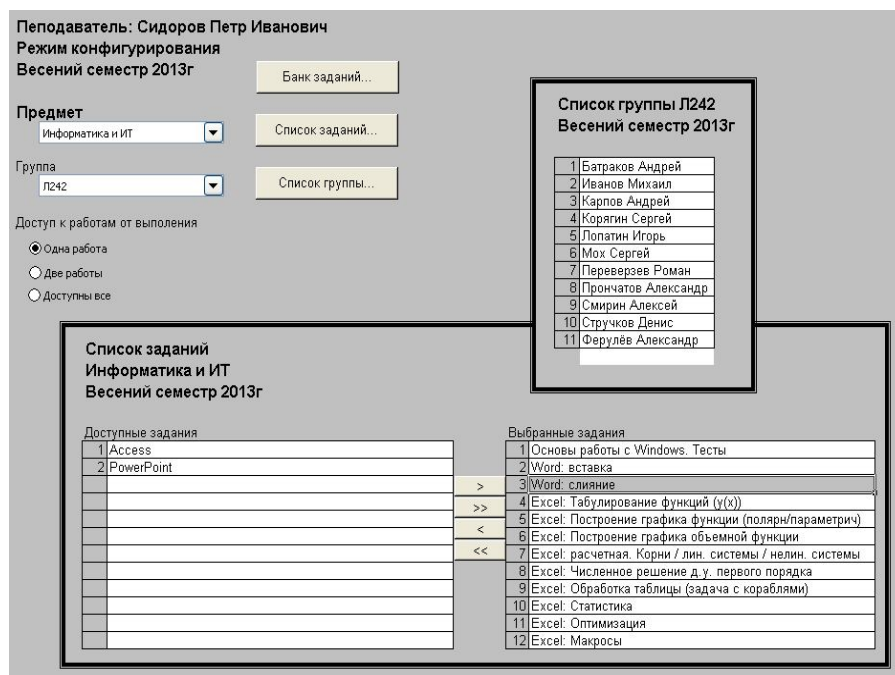 Пеподаватель: Сидоров Петр Иванович
Режим конфигурирования
Весений семестр 2013г
Банк заданий...
Предмет
Информатика и ИТ
Список заданий...
Группа
Л242
Список группы...
Доступ к работам от выполения
Одна работа
Две работы
Доступны все
Список группы Л242
Весений семестр 2013г
1 Батраков Андрей
2 Иванов Михаил
3 Карпов Андрей
4 Корягин Сергей
5 Лопатин Игорь
6 Мох Сергей
7 Переверзев Роман
8 Прончатов Александр
9 Смирин Алексей
10 Стручков Денис
11 Ферулёв Александр
Список заданий
Информатика и ИТ
Весений семестр 2013г
Доступные задания
1 Access
2 PowerPoint
>
>>
<
<<
Выбранные задания
1 Основы работы с Windows. Тесты
2 Word: вставка
3 Word: слияние
4 Excel: Табулирование функций (y(x))
5 Excel: Построение графика функции (полярн/параметрич)
6 Excel: Построение графика объемной функции
7 Excel: расчетная. Корни / лин. системы / нелин. системы
8 Excel: Численное решение д.у. первого порядка
9 Excel: Обработка таблицы (задача с кораблями)
10 Excel: Статистика
11 Excel: Оптимизация
12 Excel: Макросы